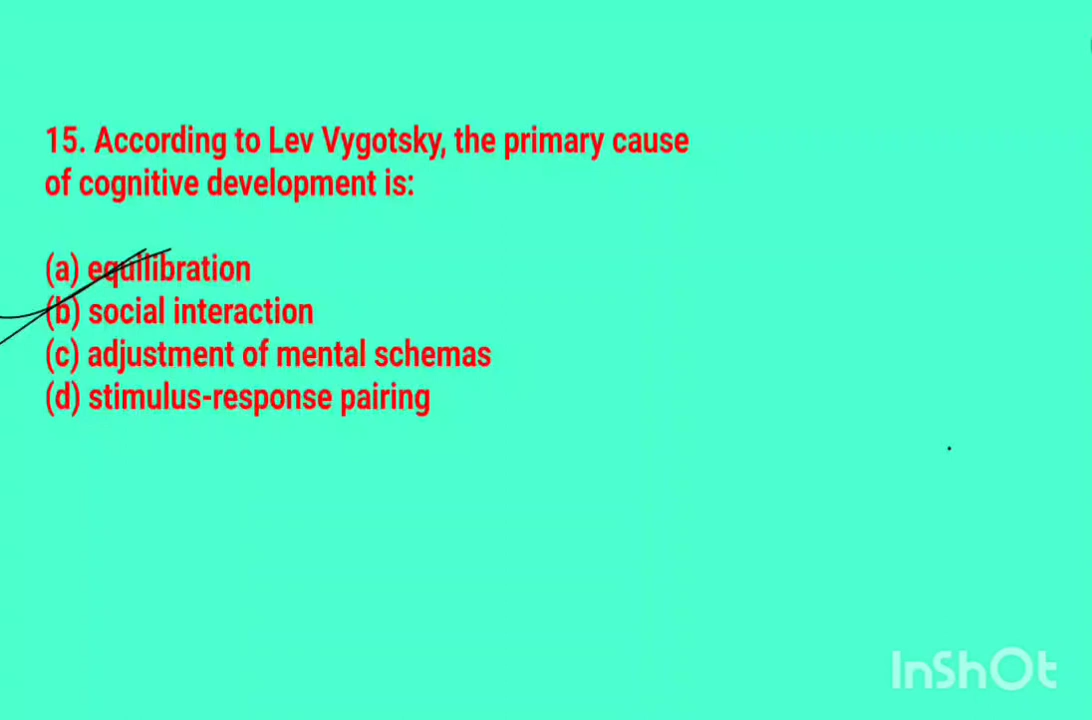 15. According to Lev Vygotsky, the primary cause
of cognitive development is:
(a) equilibration
(b) social interaction
(c) adjustment of mental schemas
(d) stimulus-response pairing
InShOt